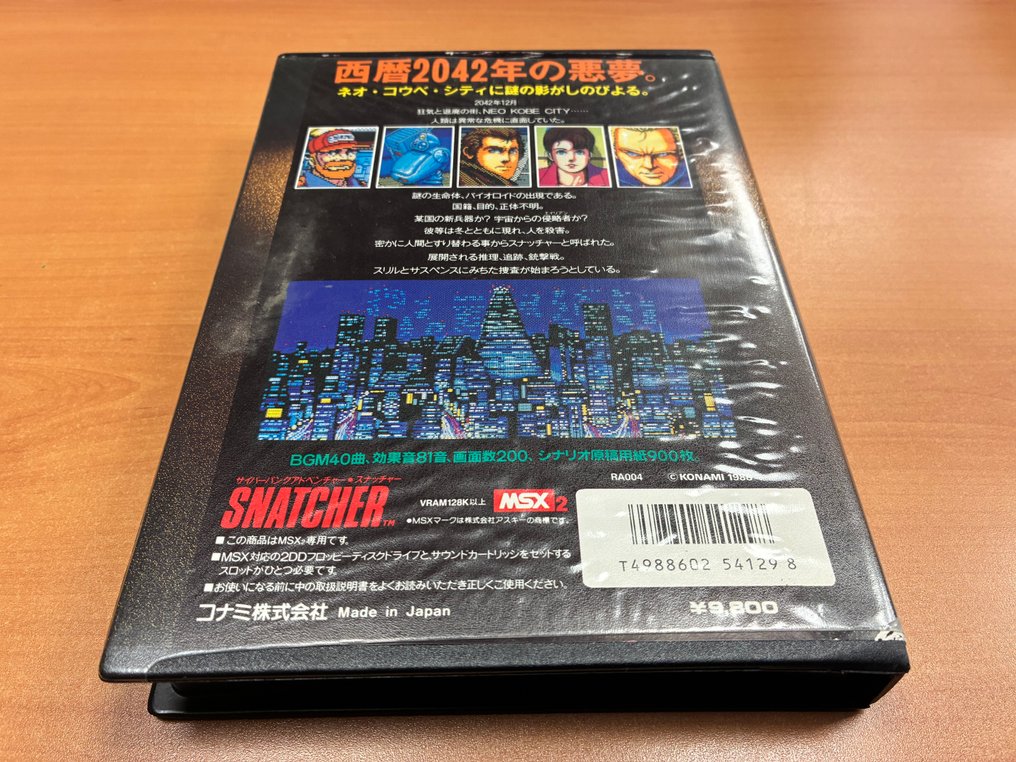 西暦2042年の悪夢。
ネオ・コウベ・シティに謎の影がしのびよる。
2042年12月
狂気と退廃の街、NEO KOBE CITY……
人類は異常な危機に直面していた。
謎の生命体、バイオロイドの出現である。
国籍、目的、正体不明。
某国の新兵器か? 宇宙からの侵略者か?
彼等は冬とともに現れ、人を殺害。
密かに人間とすり替わる事からスナッチャーと呼ばれた。
展開される推理、追跡、銃撃戦。
スリルとサスペンスにみちた捜査が始まろうとしている。
BGM40曲、効果音81音、画面数200、シナリオ原稿用紙900枚。
RA004 © KONAMI 1988
サイバーパンクアドベンチャー・スナッチャー
SNATCHER TM
VRAM128K以上 MSX2
●MSXマークは株式会社アスキーの商標です。
■この商品はMSX2専用です。
■MSX対応の2DDフロッピーディスクドライブと、サウンドカートリッジをセットする
スロットがひとつ必要です。
■お使いになる前に中の取扱説明書をよくお読みいただき正しくご使用ください。
コナミ株式会社 Made in Japan
T4988602 54129 8
¥9,800